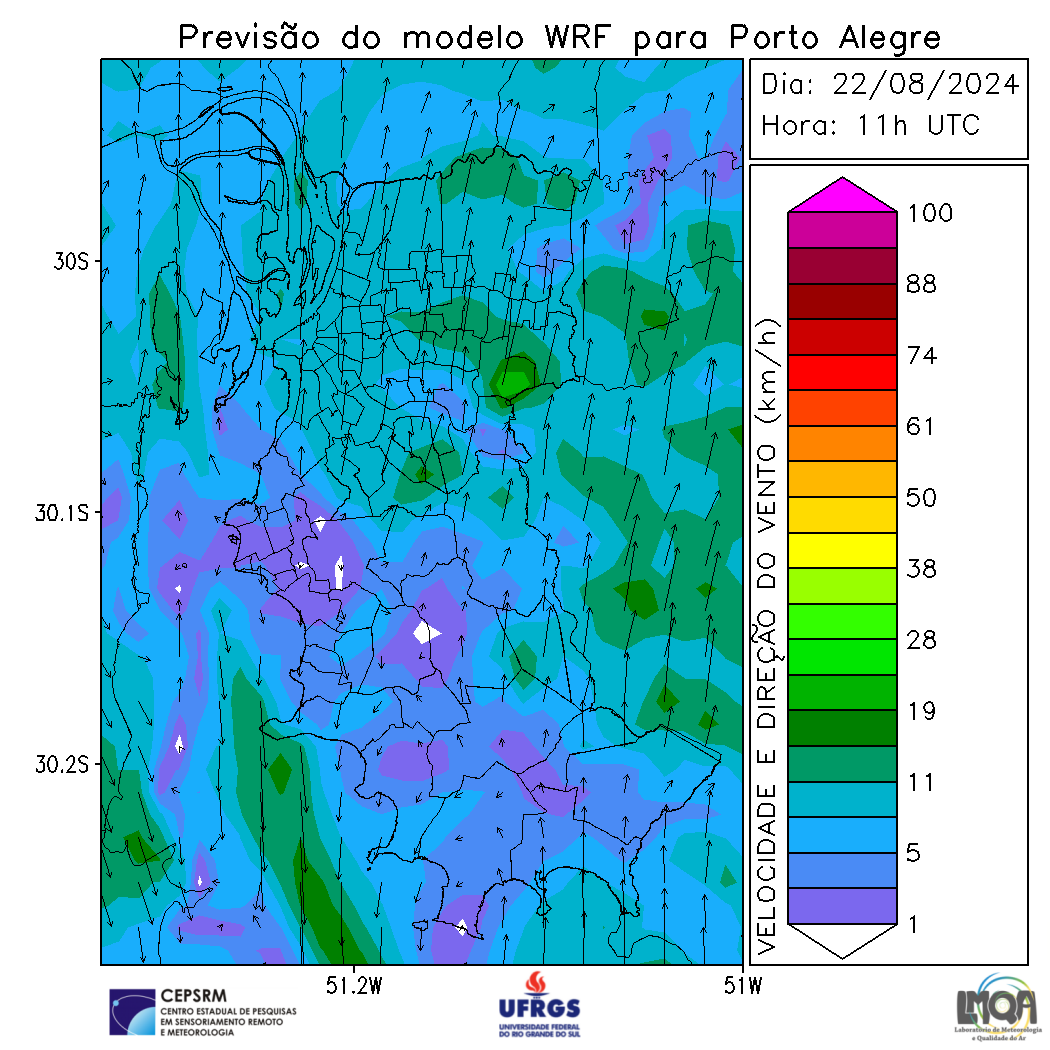 Previsão do modelo WRF para Porto Alegre
Dia: 22/08/2024
Hora: 11h UTC
30S
30.1S
30.2S
51.2W
51W
VELOCIDADE E DIREÇÃO DO VENTO (km/h)
100
88
74
61
50
38
28
19
11
5
1
CEPSRM
CENTRO ESTADUAL DE PESQUISAS
EM SENSORIAMENTO REMOTO
E METEOROLOGIA
UFRGS
UNIVERSIDADE FEDERAL
DO RIO GRANDE DO SUL
LMQA
Laboratório de Meteorologia
e Qualidade do Ar